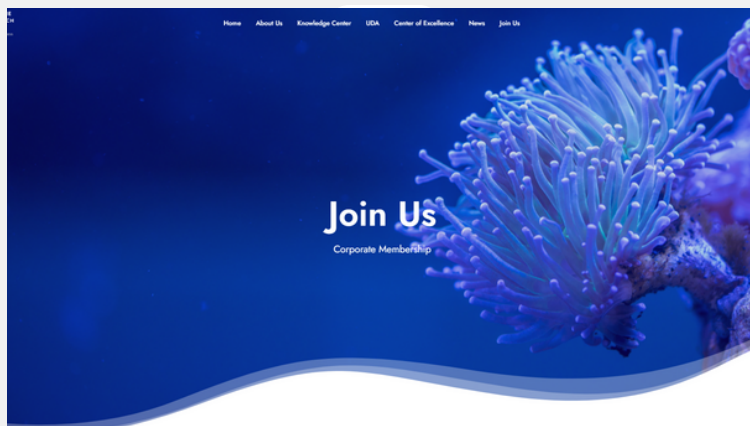 Home About Us Knowledge Center UDA Center of Excellence News Join Us
Join Us
Corporate Membership